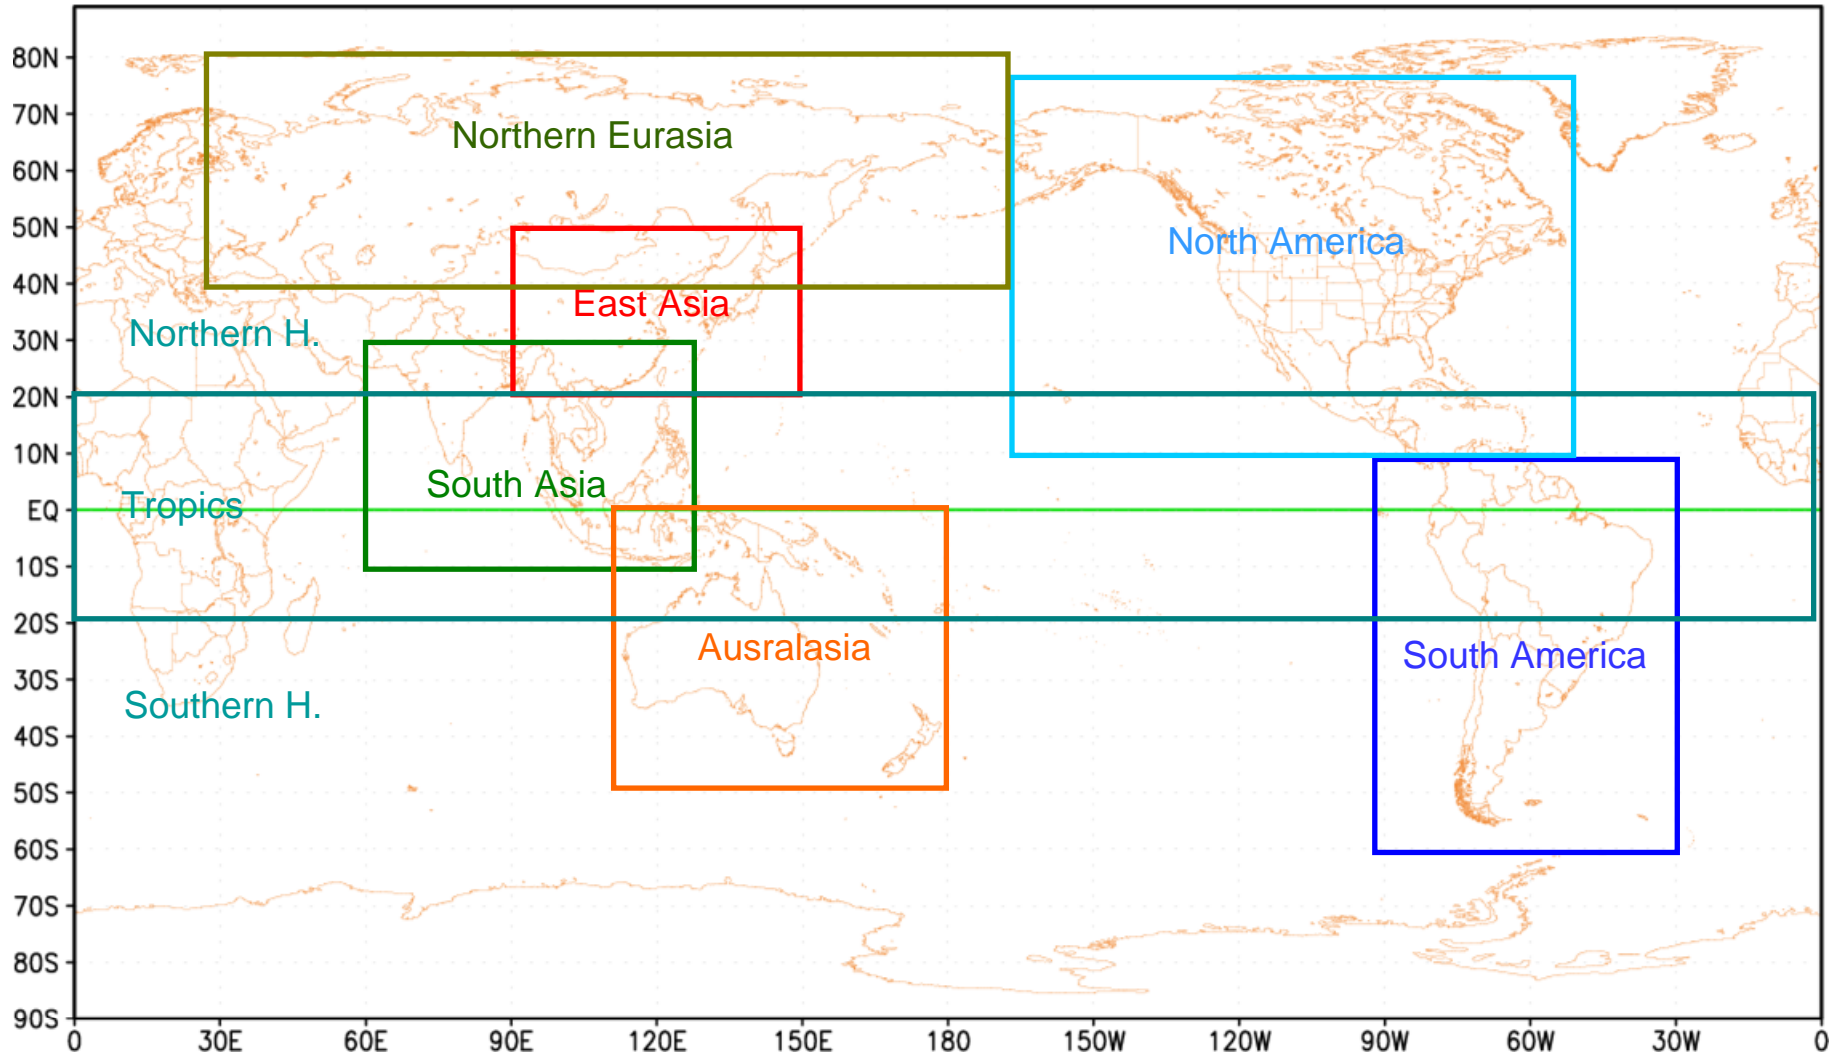 80N
70N
Northern Eurasia
60N
50N
North America
40N
East Asia
Northern H.
30N
20N
10N
South Asia
Tropics
EQ
10S
20S
Ausralasia
South America
30S
Southern H.
40S
50S
60S
70S
80S
90S
0 30E 60E 90E 120E 150E 180 150W 120W 90W 60W 30W 0